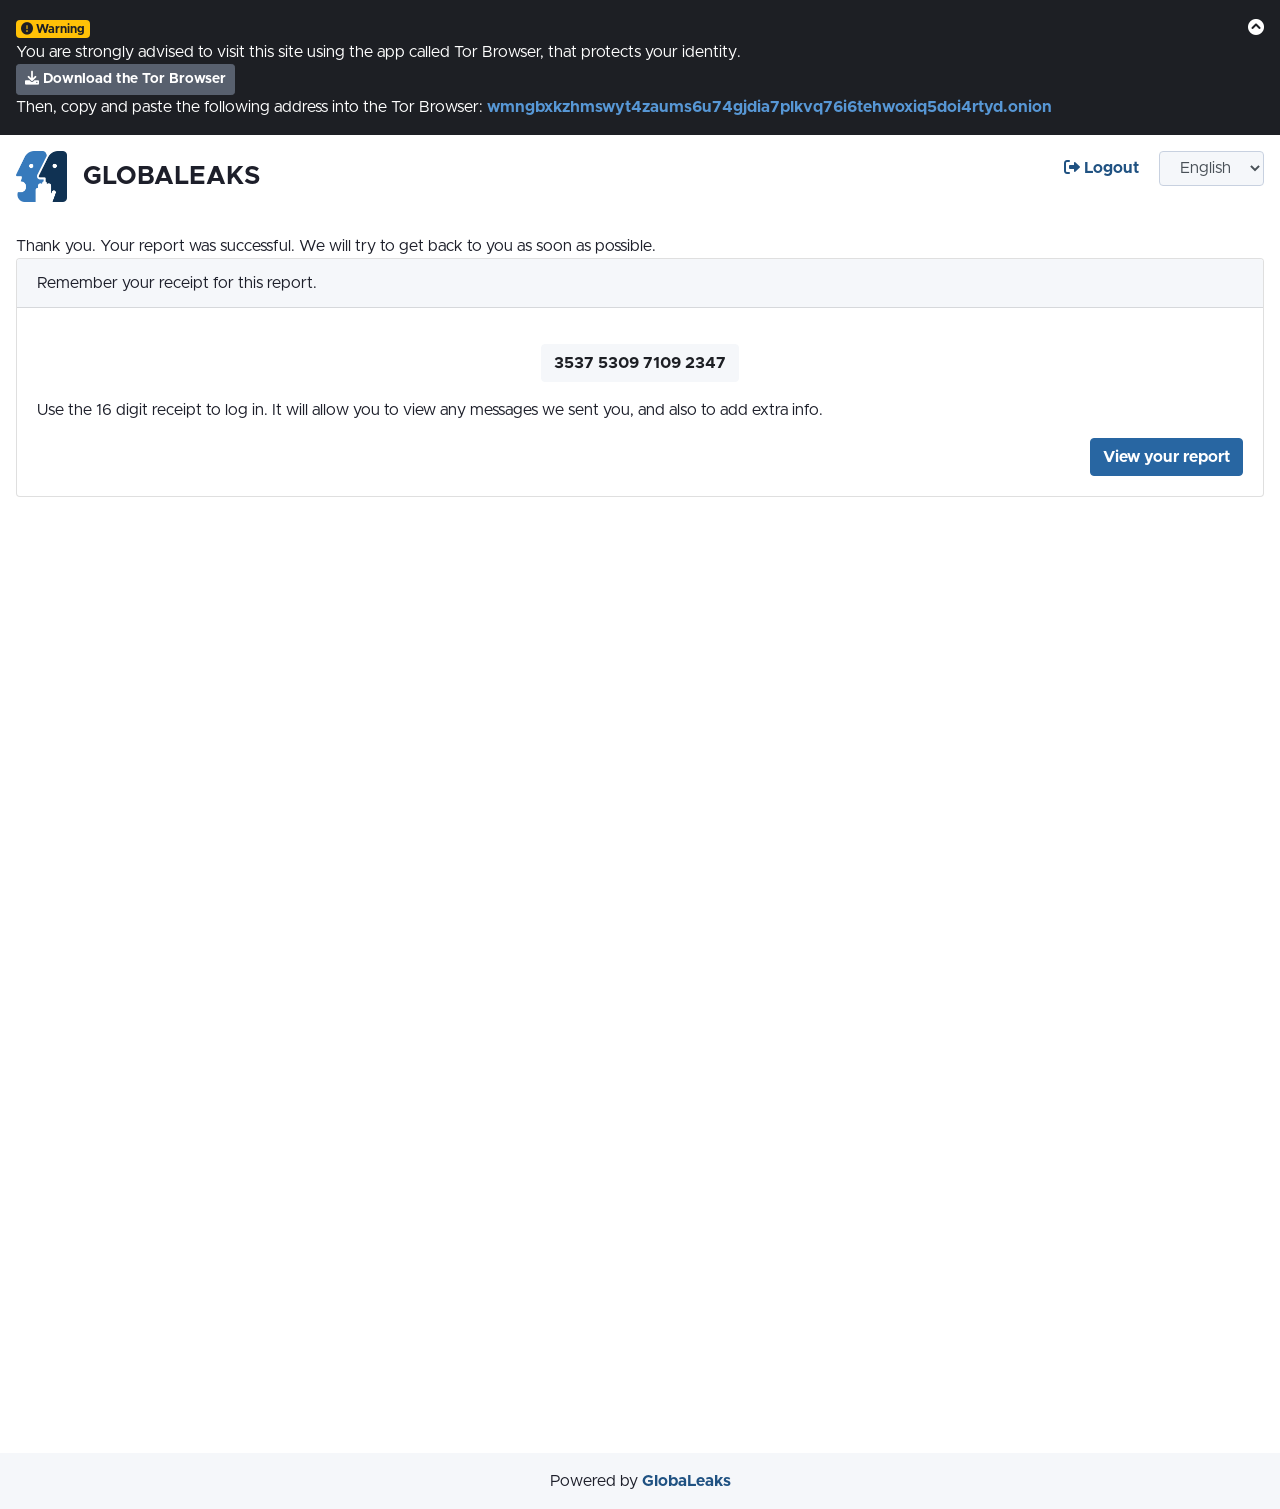 Warning
You are strongly advised to visit this site using the app called Tor Browser, that protects your identity.
Download the Tor Browser
Then, copy and paste the following address into the Tor Browser: wmngbxkzhmswyt4zaums6u74gjdia7plkvq76i6tehwoxiq5doi4rtyd.onion
GLOBALEAKS
Logout
English
Thank you. Your report was successful. We will try to get back to you as soon as possible.
Remember your receipt for this report.
3537 5309 7109 2347
Use the 16 digit receipt to log in. It will allow you to view any messages we sent you, and also to add extra info.
View your report
Powered by GlobaLeaks